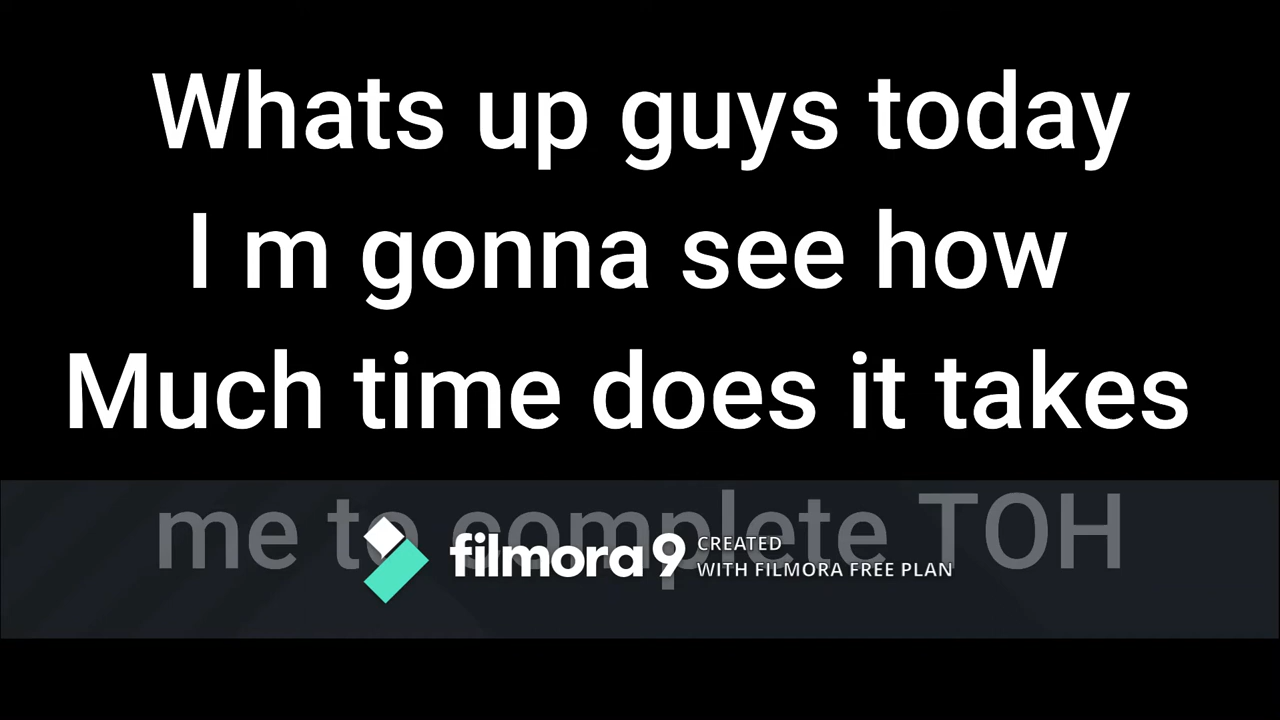 Whats up guys today
I m gonna see how
Much time does it takes
me to complete TOH
filmora9
CREATED
WITH FILMORA FREE PLAN